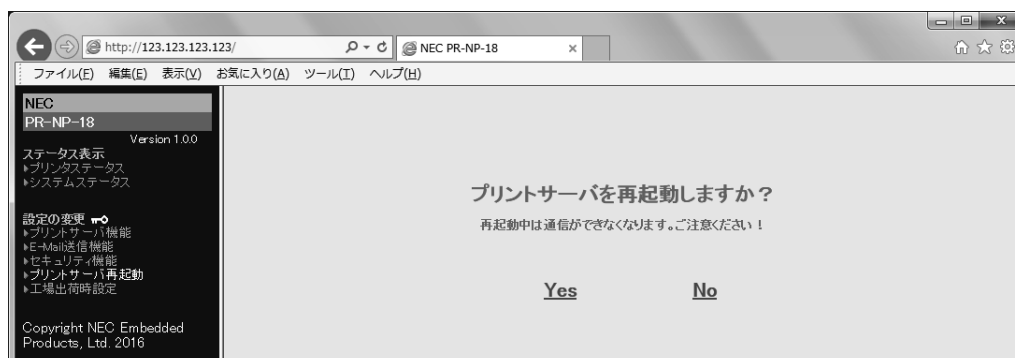 http://123.123.123.123/
NEC PR-NP-18
ファイル(F) 編集(E) 表示(V) お気に入り(A) ツール(T) ヘルプ(H)
NEC
PR-NP-18
Version 1.0.0
ステータス表示
プリンタステータス
システムステータス
設定の変更
プリントサーバ機能
E-Mail送信機能
セキュリティ機能
プリントサーバ再起動
工場出荷時設定
Copyright NEC Embedded
Products, Ltd. 2016
プリントサーバを再起動しますか？
再起動中は通信ができなくなります。ご注意ください！
Yes No